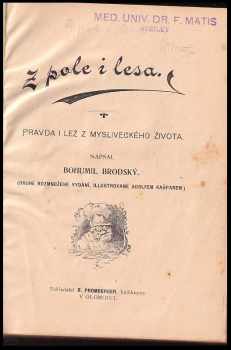 MED. UNIV. DR. F. MATIS
Z pole i lesa.
PRAVDA I LEŽ Z MYSLIVECKÉHO ŽIVOTA.
NAPSAL
BOHUMIL BRODSKÝ.
(DRUHÉ ROZMNOŽENÉ VYDÁNÍ, ILLUSTROVANÉ ADOLFEM KAŠPAREM.)
Nakladatel R. PROMBERGER, knihkupec
V OLOMOUCI.